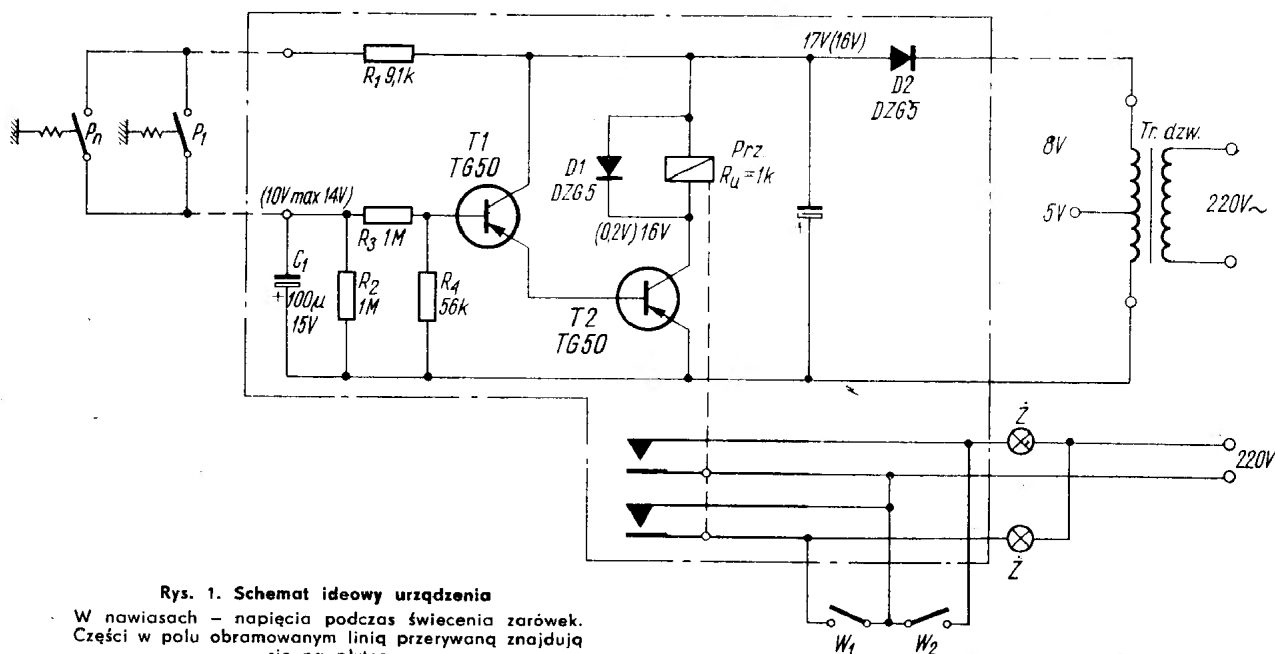 17V(16V)
R1 9,1k
D2
DZG5
Pn
P1
T1
TG50
D1
DZG5
Prz.
Ru=1k
8V
Tr. dzw.
5V
220V~
(10V max 14V)
R3 1M
(0,2V) 16V
C1
+100µ
15V
R2
1M
R4
56k
T2
TG50
Ż
220V
Ż
W1
W2
Rys. 1. Schemat ideowy urządzenia
W nawiasach – napięcia podczas świecenia zarówek.
Części w polu obramowanym linią przerywaną znajdują